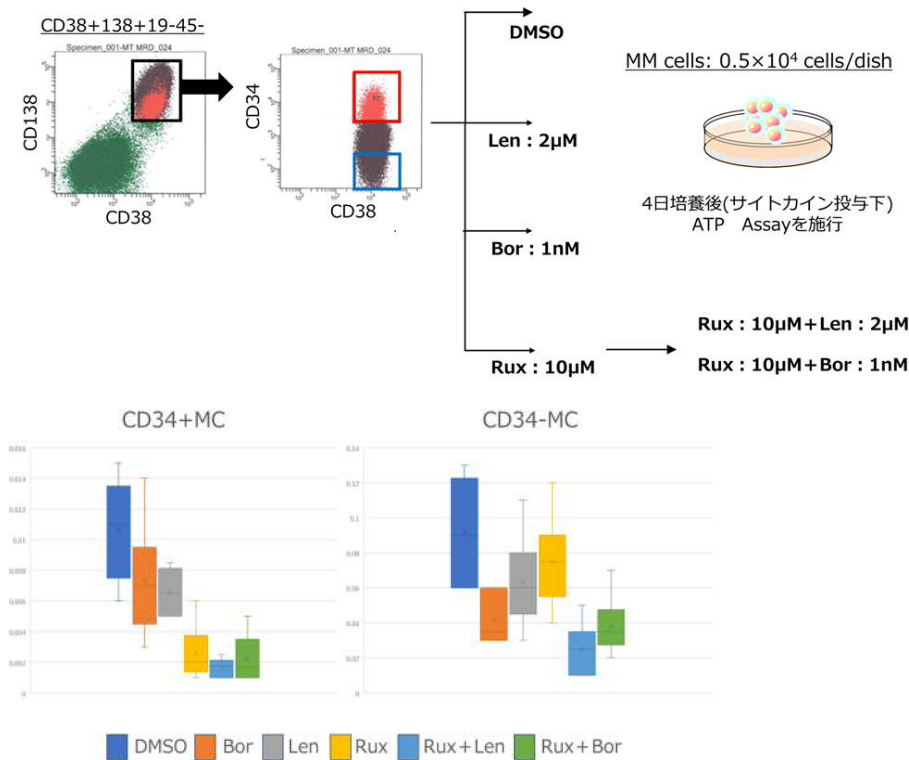 CD38+138+19-45-
Specimen_001-MT MRD_024
CD138
CD38
Specimen_001-MT MRD_024
CD34
CD38
DMSO
Len：2μM
Bor：1nM
Rux：10μM
Rux：10μM＋Len：2μM
Rux：10μM＋Bor：1nM
MM cells: 0.5×10⁴ cells/dish
4日培養後(サイトカイン投与下)
ATP　Assayを施行
CD34+MC
0.016
0.014
0.012
0.01
0.008
0.006
0.004
0.002
0
CD34-MC
0.14
0.12
0.1
0.08
0.06
0.04
0.02
0
DMSO Bor Len Rux Rux+Len Rux+Bor